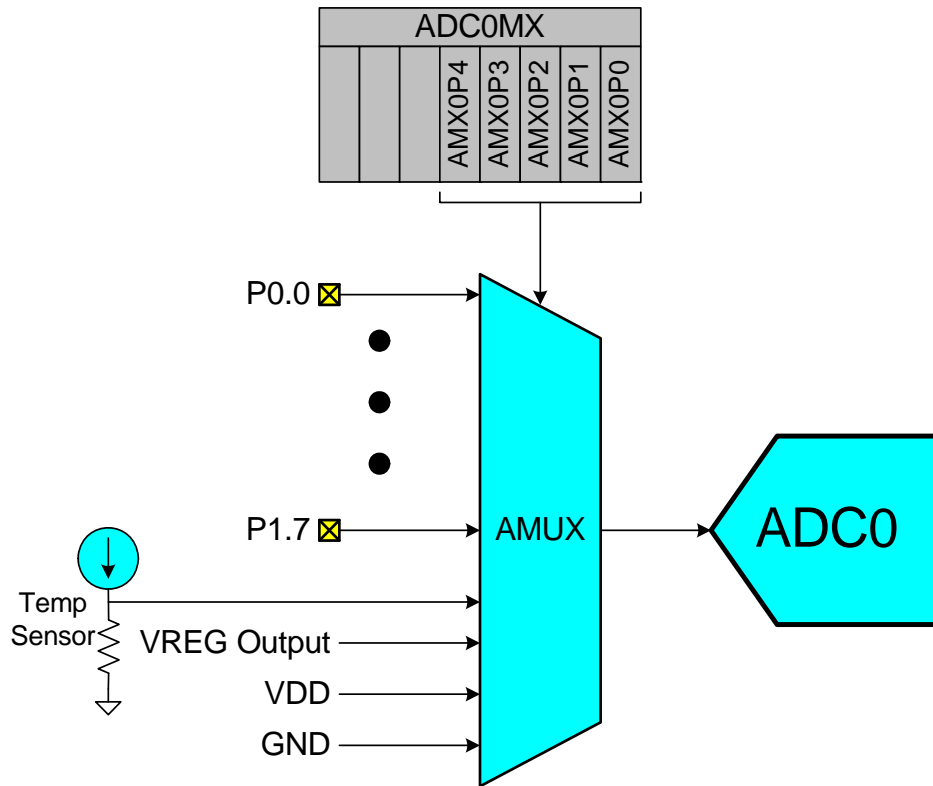 ADC0MX
AMX0P4
AMX0P3
AMX0P2
AMX0P1
AMX0P0
P0.0
P1.7
AMUX
ADC0
Temp
Sensor
VREG Output
VDD
GND